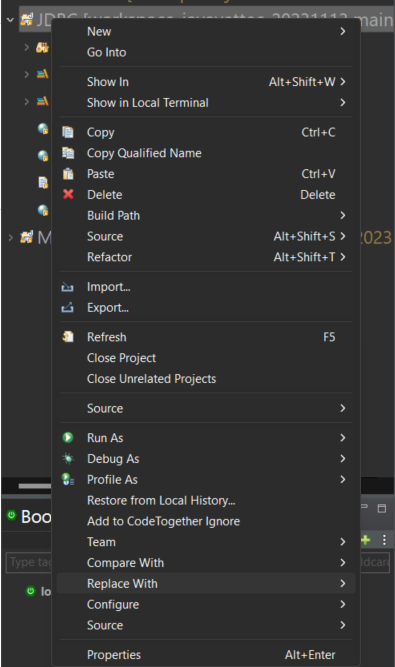 JDBC [workspace_javavettec_20231113 main
New
Go Into
Show In Alt+Shift+W
Show in Local Terminal
Copy Ctrl+C
Copy Qualified Name
Paste Ctrl+V
Delete Delete
Build Path
Source Alt+Shift+S
M 2023
Refactor Alt+Shift+T
Import...
Export...
Refresh F5
Close Project
Close Unrelated Projects
Source
Run As
Debug As
Profile As
Restore from Local History...
Boo
Add to CodeTogether Ignore
Team
Type tag
Compare With
Replace With
lo
Configure
Source
Properties Alt+Enter